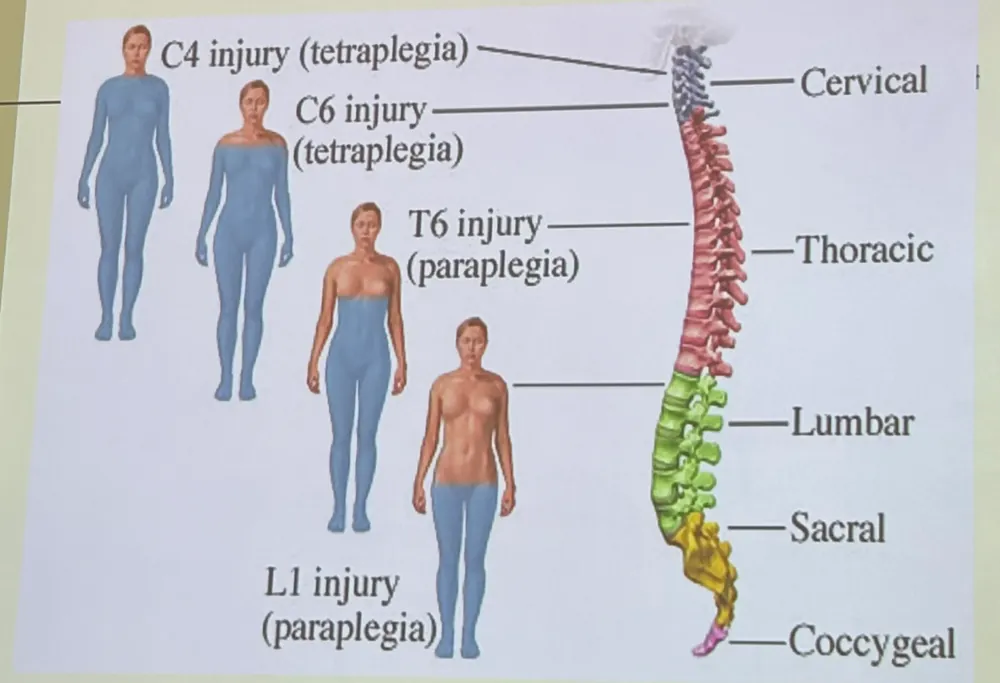 C4 injury (tetraplegia)
C6 injury
(tetraplegia)
T6 injury
(paraplegia)
L1 injury
(paraplegia)
Cervical
Thoracic
Lumbar
Sacral
Coccygeal